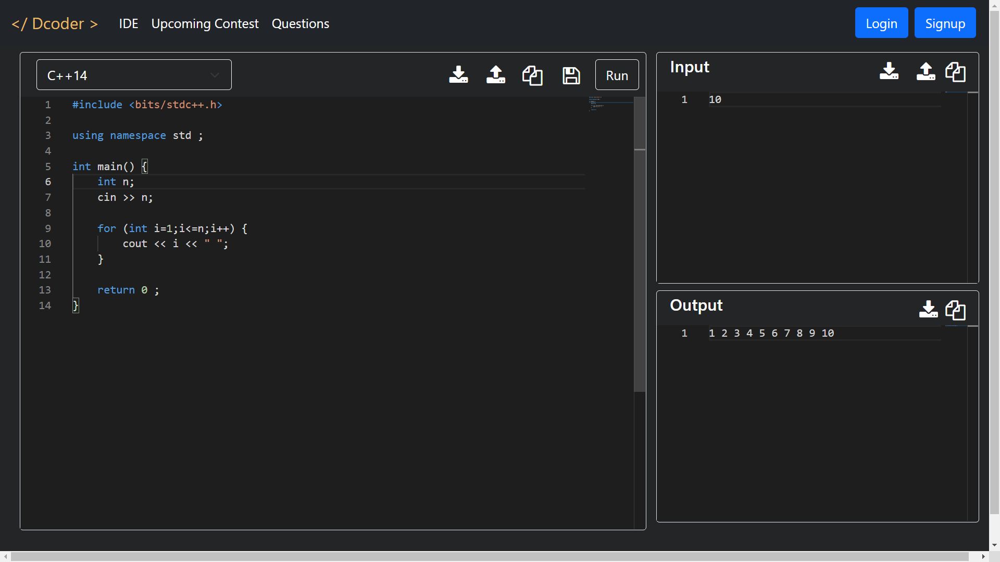 </ Dcoder > IDE Upcoming Contest Questions Login Signup
C++14 Run
1 #include <bits/stdc++.h>
2
3 using namespace std ;
4
5 int main() {
6     int n;
7     cin >> n;
8
9     for (int i=1;i<=n;i++) {
10         cout << i << " ";
11     }
12
13     return 0 ;
14 }
Input
1 10
Output
1 1 2 3 4 5 6 7 8 9 10